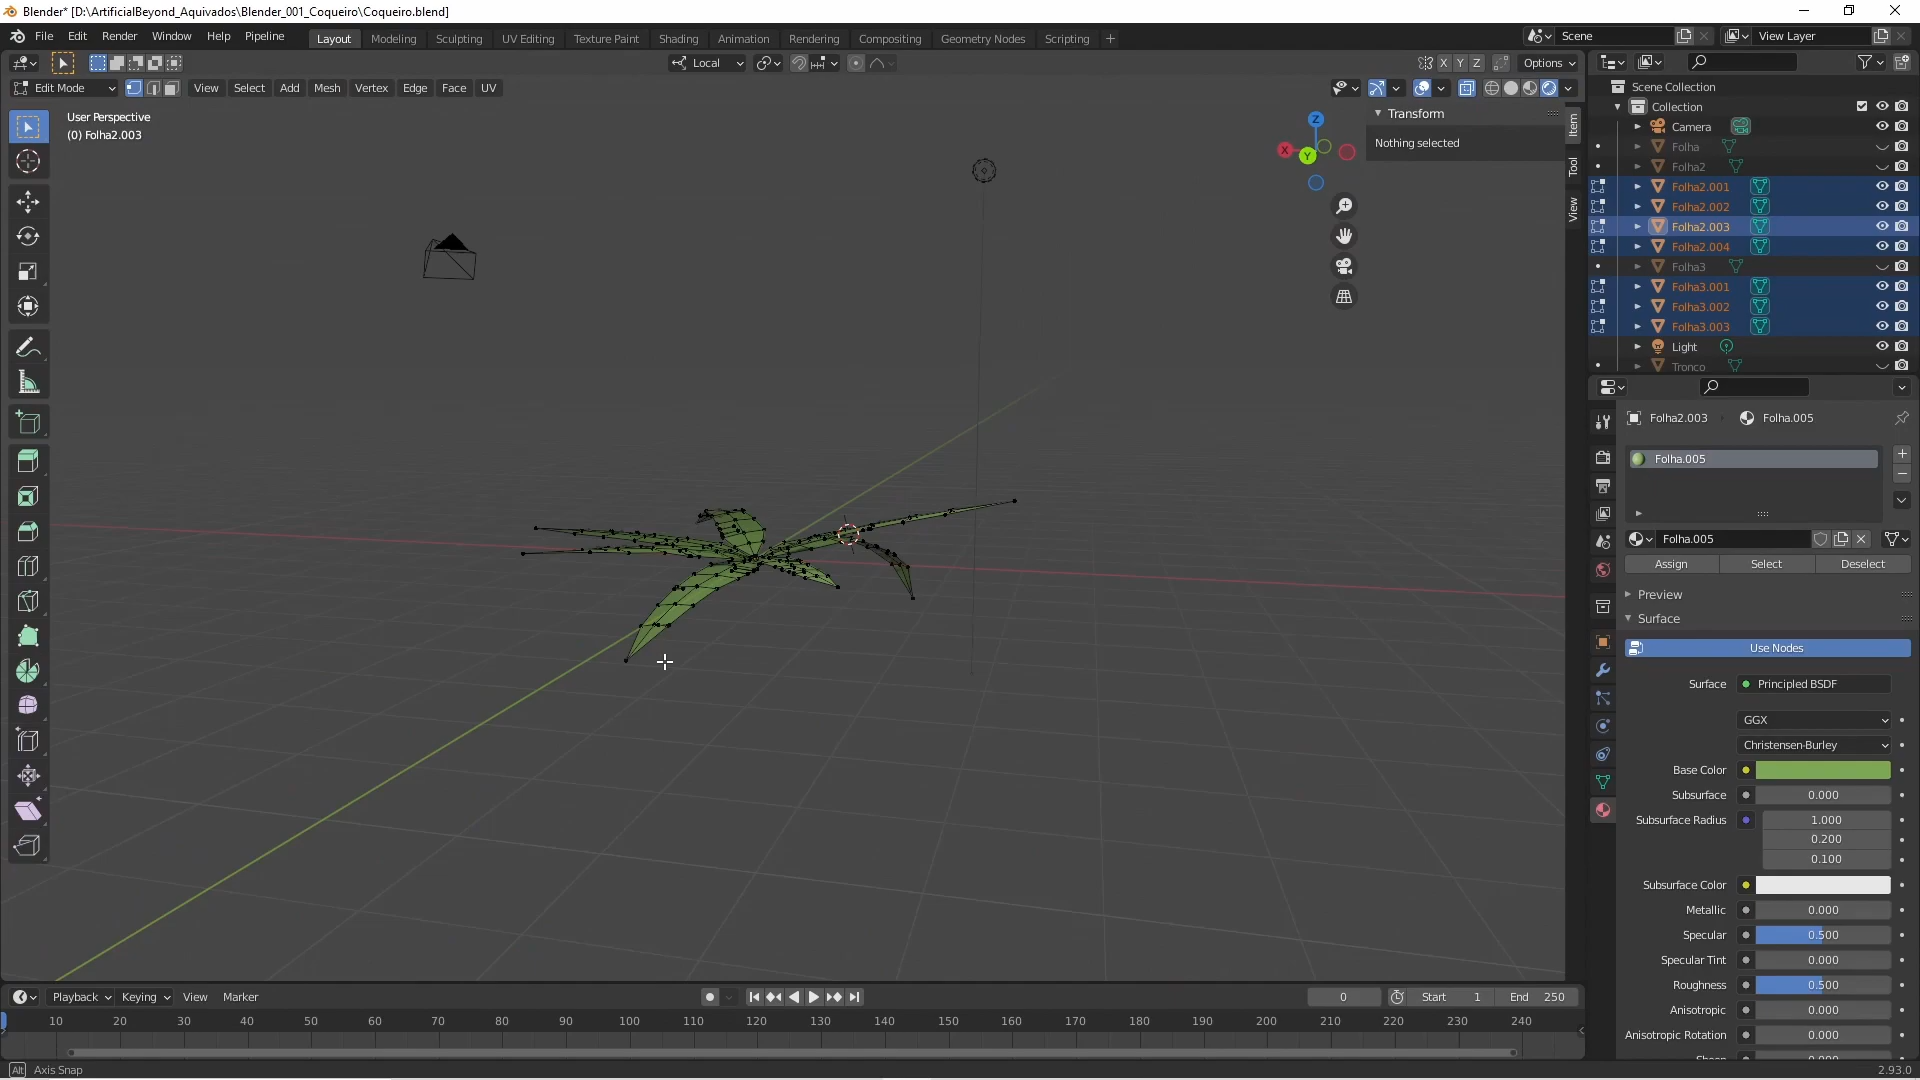 Blender* [D:\ArtificialBeyond_Aquivados\Blender_001_Coqueiro\Coqueiro.blend]
File Edit Render Window Help Pipeline Layout Modeling Sculpting UV Editing Texture Paint Shading Animation Rendering Compositing Geometry Nodes Scripting + Scene View Layer
Local X Y Z Options
Edit Mode View Select Add Mesh Vertex Edge Face UV
User Perspective
(0) Folha2.003
Transform
Nothing selected
Item
Tool
View
Z
X
Y
Scene Collection
Collection
Camera
Folha
Folha2
Folha2.001
Folha2.002
Folha2.003
Folha2.004
Folha3
Folha3.001
Folha3.002
Folha3.003
Light
Tronco
Folha2.003 Folha.005
Folha.005
Folha.005
Assign Select Deselect
Preview
Surface
Use Nodes
Surface Principled BSDF
GGX
Christensen-Burley
Base Color
Subsurface 0.000
Subsurface Radius 1.000
0.200
0.100
Subsurface Color
Metallic 0.000
Specular 0.500
Specular Tint 0.000
Roughness 0.500
Anisotropic 0.000
Anisotropic Rotation 0.000
Playback Keying View Marker 0 Start 1 End 250
10 20 30 40 50 60 70 80 90 100 110 120 130 140 150 160 170 180 190 200 210 220 230 240
Alt Axis Snap 2.93.0